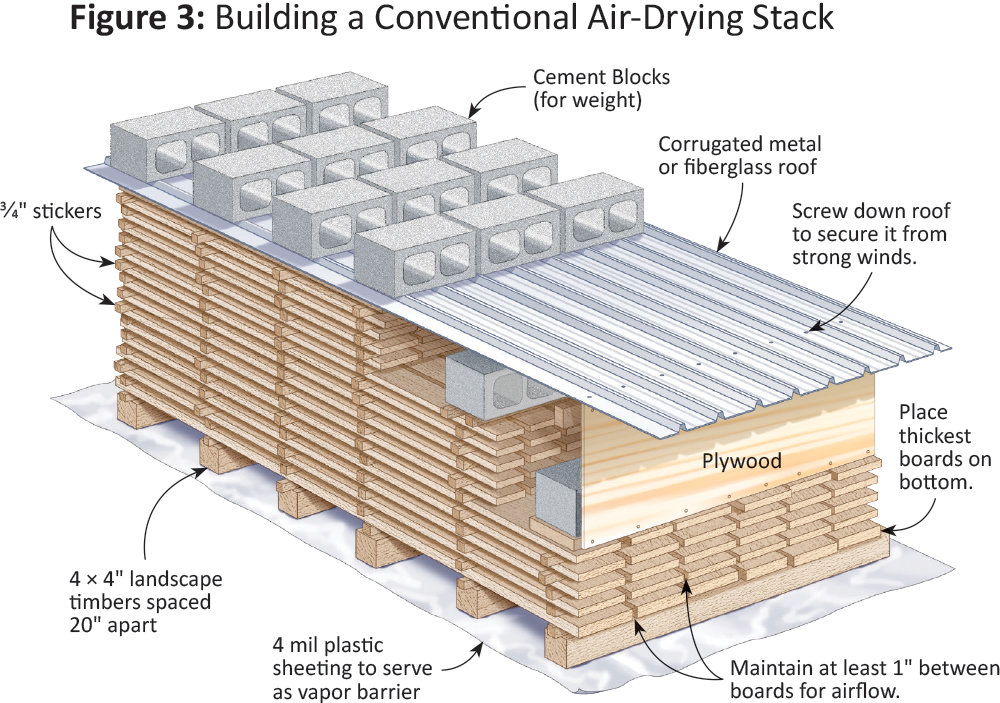 Figure 3: Building a Conventional Air-Drying Stack
Cement Blocks
(for weight)
Corrugated metal
or fiberglass roof
¾" stickers
Screw down roof
to secure it from
strong winds.
Place
thickest
boards on
bottom.
Plywood
4 × 4" landscape
timbers spaced
20" apart
4 mil plastic
sheeting to serve
as vapor barrier
Maintain at least 1" between
boards for airflow.